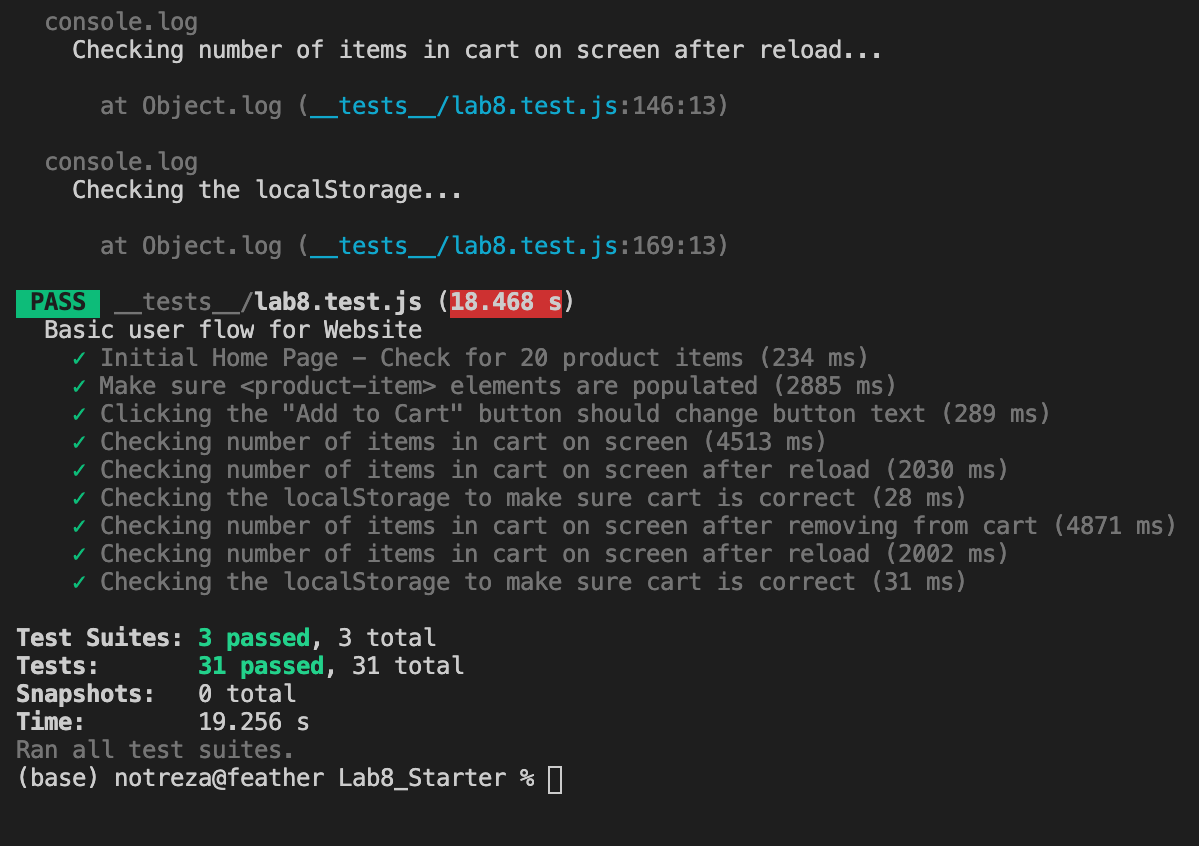 console.log
Checking number of items in cart on screen after reload...
at Object.log (__tests__/lab8.test.js:146:13)
console.log
Checking the localStorage...
at Object.log (__tests__/lab8.test.js:169:13)
PASS __tests__/lab8.test.js (18.468 s)
Basic user flow for Website
✓ Initial Home Page – Check for 20 product items (234 ms)
✓ Make sure <product-item> elements are populated (2885 ms)
✓ Clicking the "Add to Cart" button should change button text (289 ms)
✓ Checking number of items in cart on screen (4513 ms)
✓ Checking number of items in cart on screen after reload (2030 ms)
✓ Checking the localStorage to make sure cart is correct (28 ms)
✓ Checking number of items in cart on screen after removing from cart (4871 ms)
✓ Checking number of items in cart on screen after reload (2002 ms)
✓ Checking the localStorage to make sure cart is correct (31 ms)
Test Suites: 3 passed, 3 total
Tests: 31 passed, 31 total
Snapshots: 0 total
Time: 19.256 s
Ran all test suites.
(base) notreza@feather Lab8_Starter %